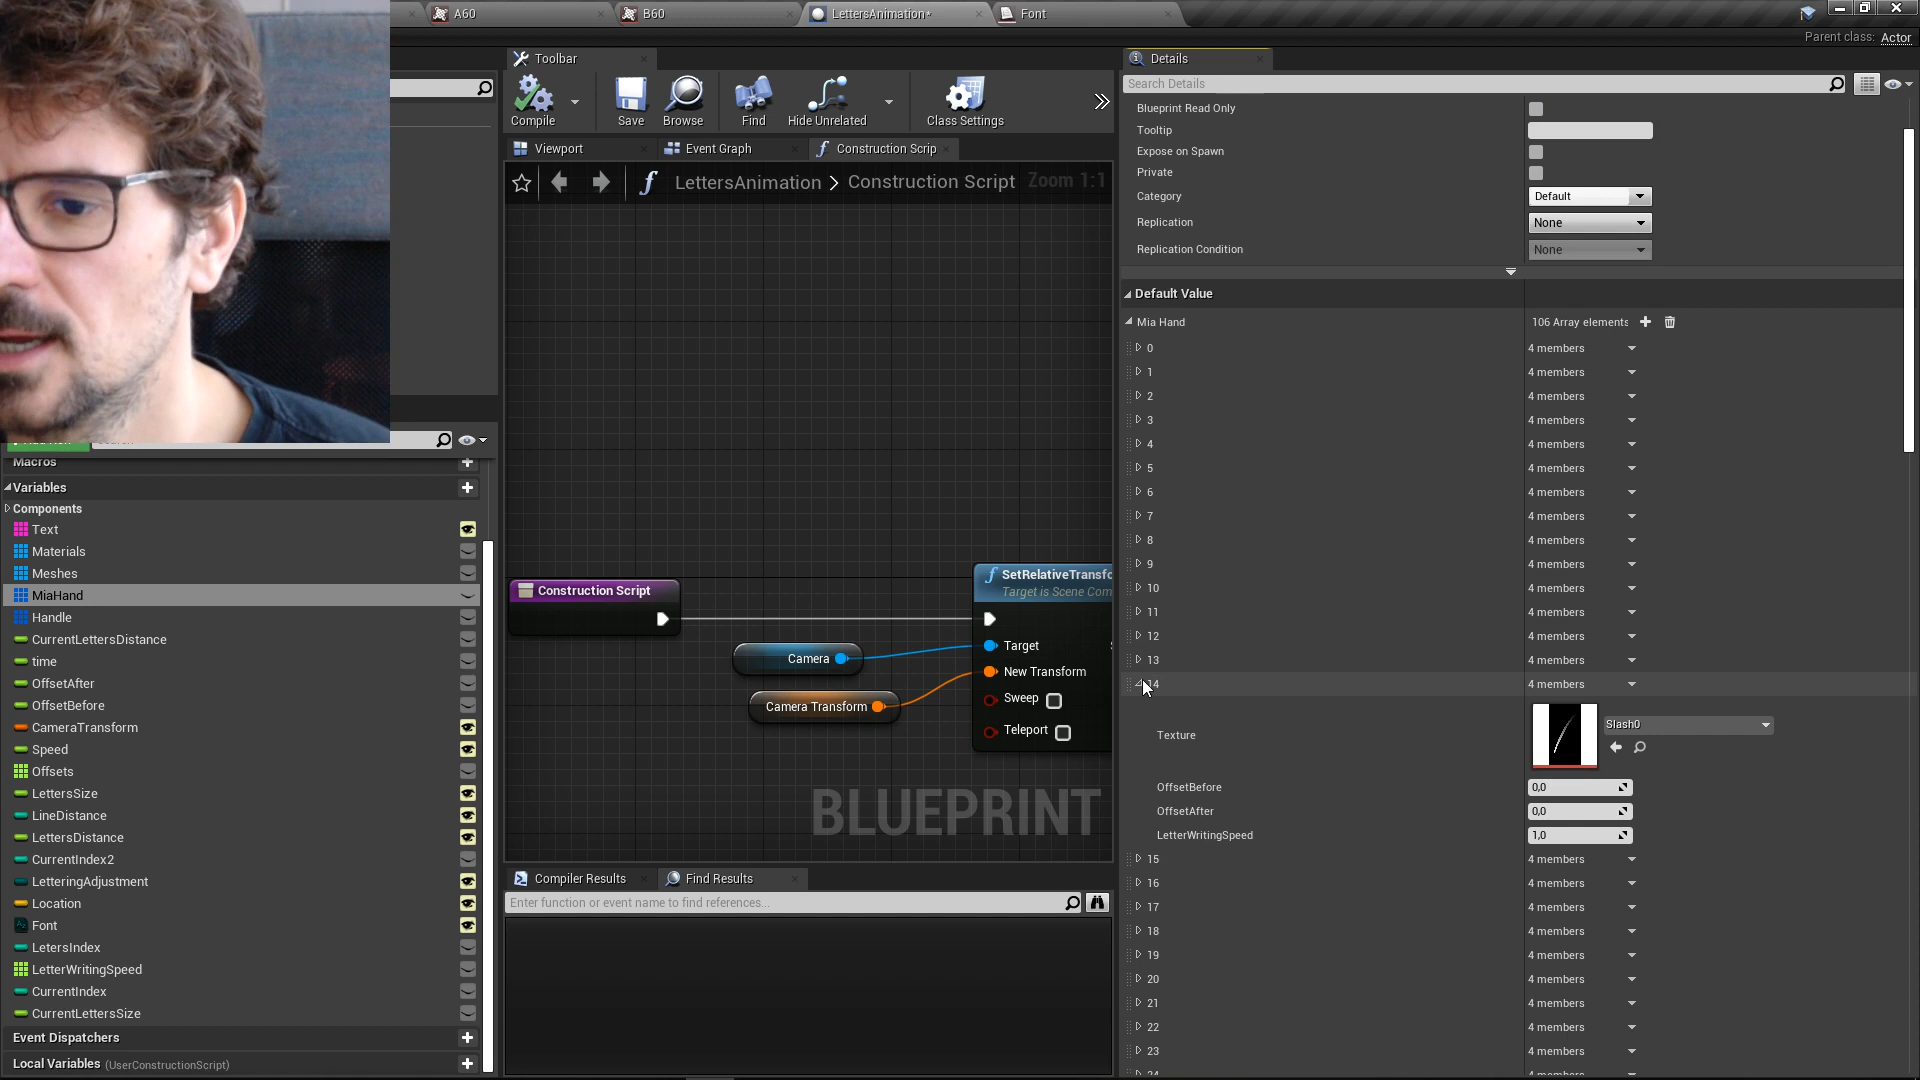 A60
B60
LettersAnimation*
Font
Parent class: Actor
Toolbar
Details
Search Details
Compile
Save
Browse
Find
Hide Unrelated
Class Settings
Blueprint Read Only
Tooltip
Expose on Spawn
Private
Category
Default
Replication
None
Replication Condition
None
Viewport
Event Graph
Construction Scrip
LettersAnimation
Construction Script
Zoom 1:1
Default Value
Mia Hand
106 Array elements
0 4 members
1 4 members
2 4 members
3 4 members
4 4 members
5 4 members
6 4 members
7 4 members
8 4 members
9 4 members
10 4 members
11 4 members
12 4 members
13 4 members
14 4 members
Texture
Slash0
OffsetBefore 0,0
OffsetAfter 0,0
LetterWritingSpeed 1,0
15 4 members
16 4 members
17 4 members
18 4 members
19 4 members
20 4 members
21 4 members
22 4 members
23 4 members
Construction Script
SetRelativeTransfo
Target is Scene Com
Camera
Target
New Transform
Camera Transform
Sweep
Teleport
BLUEPRINT
Compiler Results
Find Results
Enter function or event name to find references...
Macros
Variables
Components
Text
Materials
Meshes
MiaHand
Handle
CurrentLettersDistance
time
OffsetAfter
OffsetBefore
CameraTransform
Speed
Offsets
LettersSize
LineDistance
LettersDistance
CurrentIndex2
LetteringAdjustment
Location
Font
LetersIndex
LetterWritingSpeed
CurrentIndex
CurrentLettersSize
Event Dispatchers
Local Variables (UserConstructionScript)